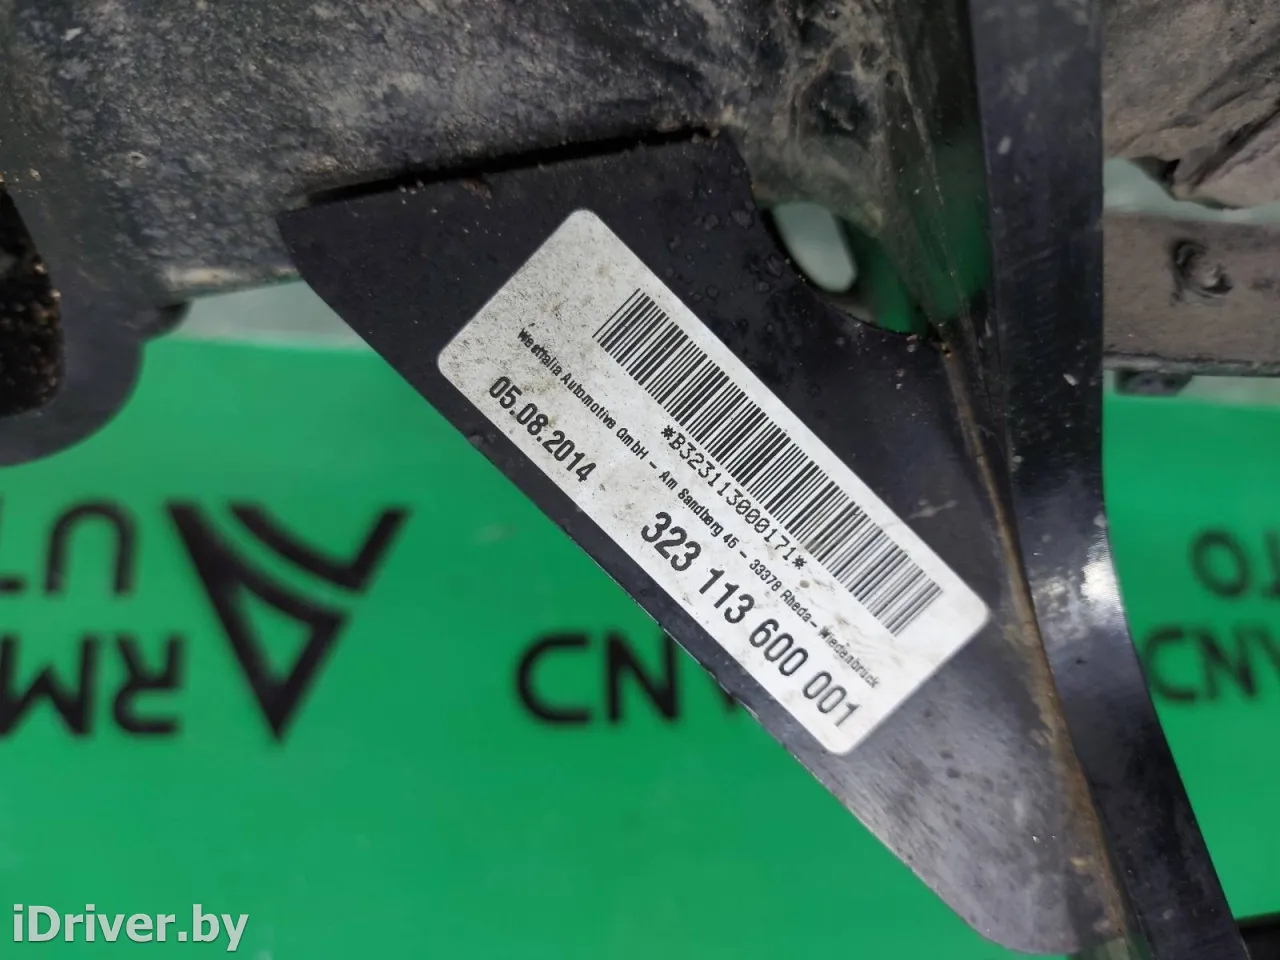 *B323113000171*
Westfalia Automotive GmbH - Am Sandberg 45 - 33378 Rheda - Wiedenbrück
05.08.2014
323 113 600 001
iDriver.by